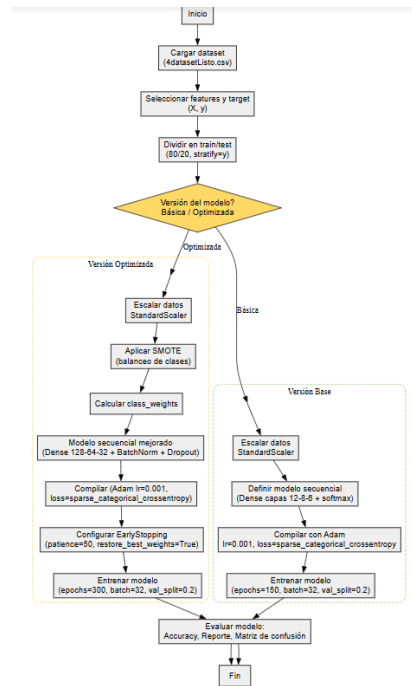 Inicio
Cargar dataset
(4datasetListo.csv)
Seleccionar features y target
(X, y)
Dividir en train/test
(80/20, stratify=y)
Versión del modelo?
Básica / Optimizada
Optimizada
Básica
Versión Optimizada
Escalar datos
StandardScaler
Aplicar SMOTE
(balanceo de clases)
Calcular class_weights
Modelo secuencial mejorado
(Dense 128-64-32 + BatchNorm + Dropout)
Compilar (Adam lr=0.001,
loss=sparse_categorical_crossentropy)
Configurar EarlyStopping
(patience=50, restore_best_weights=True)
Entrenar modelo
(epochs=300, batch=32, val_split=0.2)
Versión Base
Escalar datos
StandardScaler
Definir modelo secuencial
(Dense capas 12-8-6 + softmax)
Compilar con Adam
lr=0.001, loss=sparse_categorical_crossentropy
Entrenar modelo
(epochs=150, batch=32, val_split=0.2)
Evaluar modelo:
Accuracy, Reporte, Matriz de confusión
Fin